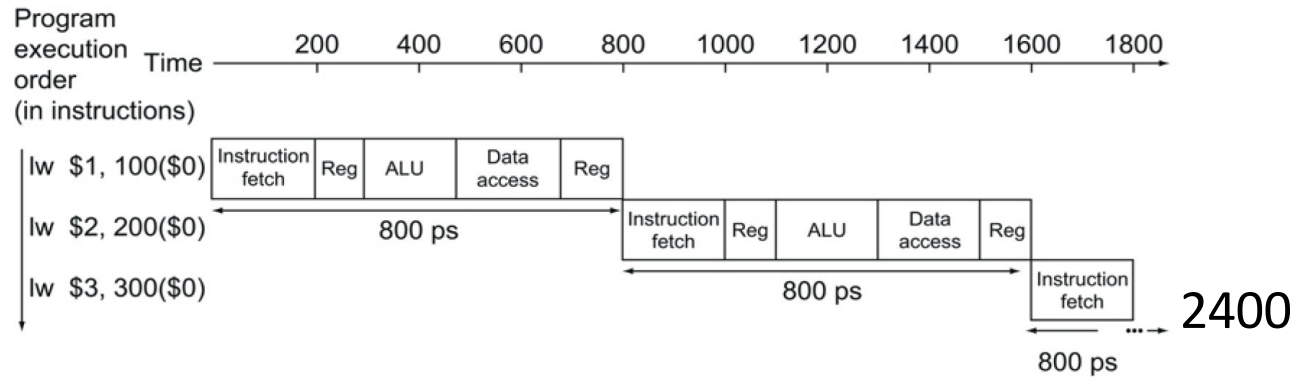 Program
execution
order
(in instructions)
Time
200 400 600 800 1000 1200 1400 1600 1800
lw $1, 100($0)
Instruction
fetch
Reg
ALU
Data
access
Reg
800 ps
lw $2, 200($0)
Instruction
fetch
Reg
ALU
Data
access
Reg
800 ps
lw $3, 300($0)
Instruction
fetch
800 ps
...
2400